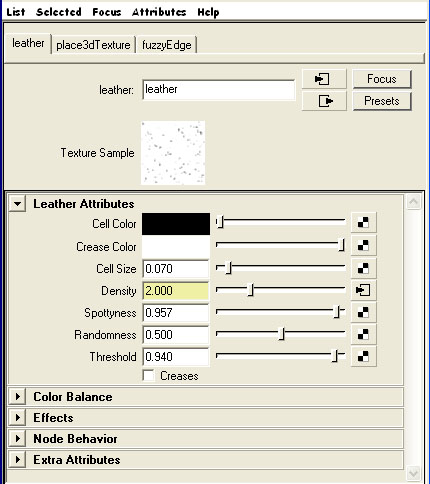 List Selected Focus Attributes Help
leather place3dTexture fuzzyEdge
leather: leather Focus
Presets
Texture Sample
Leather Attributes
Cell Color
Crease Color
Cell Size 0.070
Density 2.000
Spottyness 0.957
Randomness 0.500
Threshold 0.940
Creases
Color Balance
Effects
Node Behavior
Extra Attributes